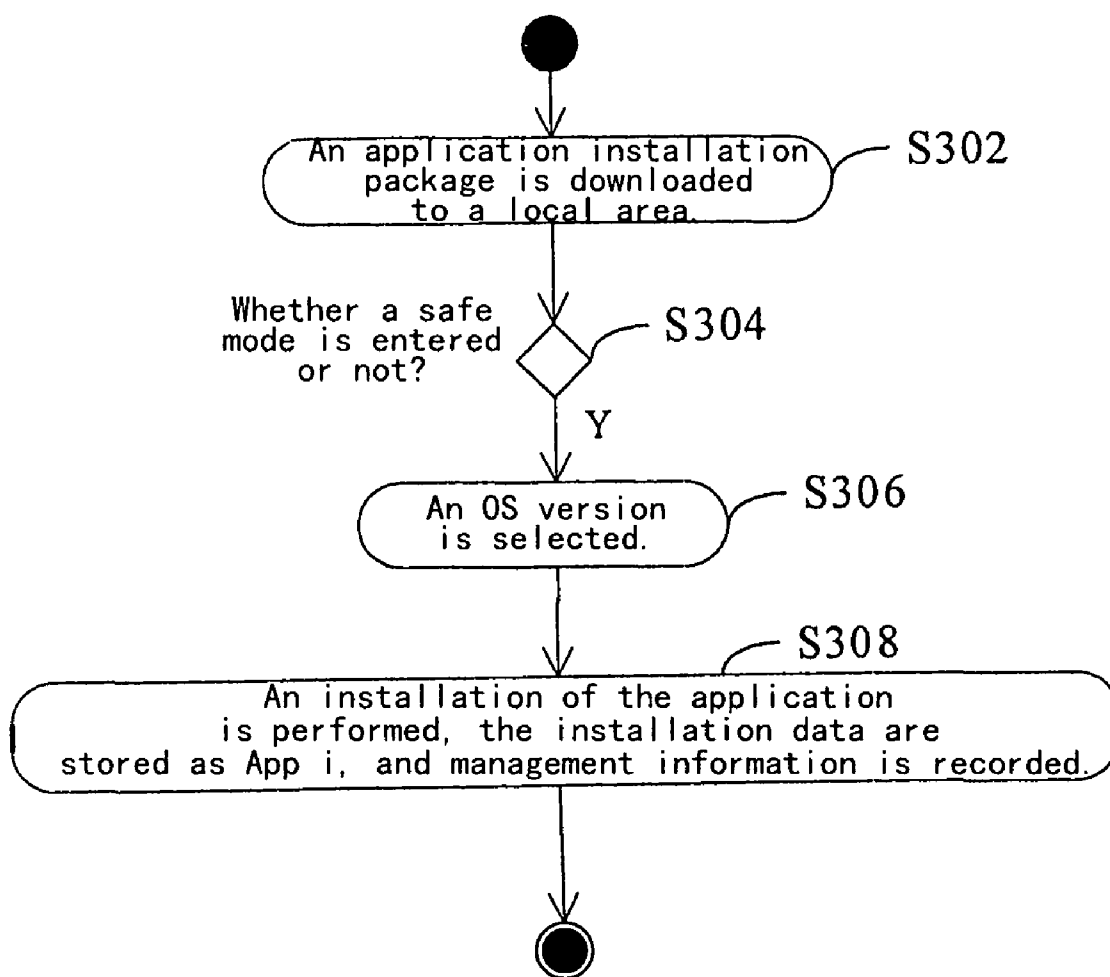 An application installation
package is downloaded
to a local area.
S302
Whether a safe
mode is entered
or not?
S304
Y
An OS version
is selected.
S306
S308
An installation of the application
is performed, the installation data are
stored as App i, and management information is recorded.